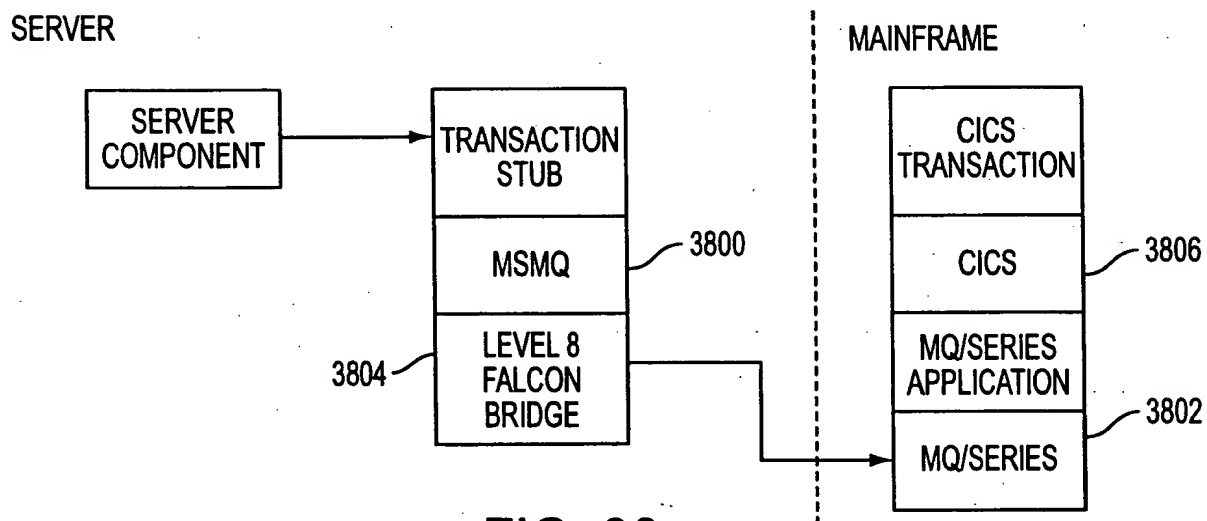 SERVER
MAINFRAME
SERVER
COMPONENT
TRANSACTION
STUB
MSMQ
3800
LEVEL 8
FALCON
BRIDGE
3804
CICS
TRANSACTION
CICS
3806
MQ/SERIES
APPLICATION
3802
MQ/SERIES